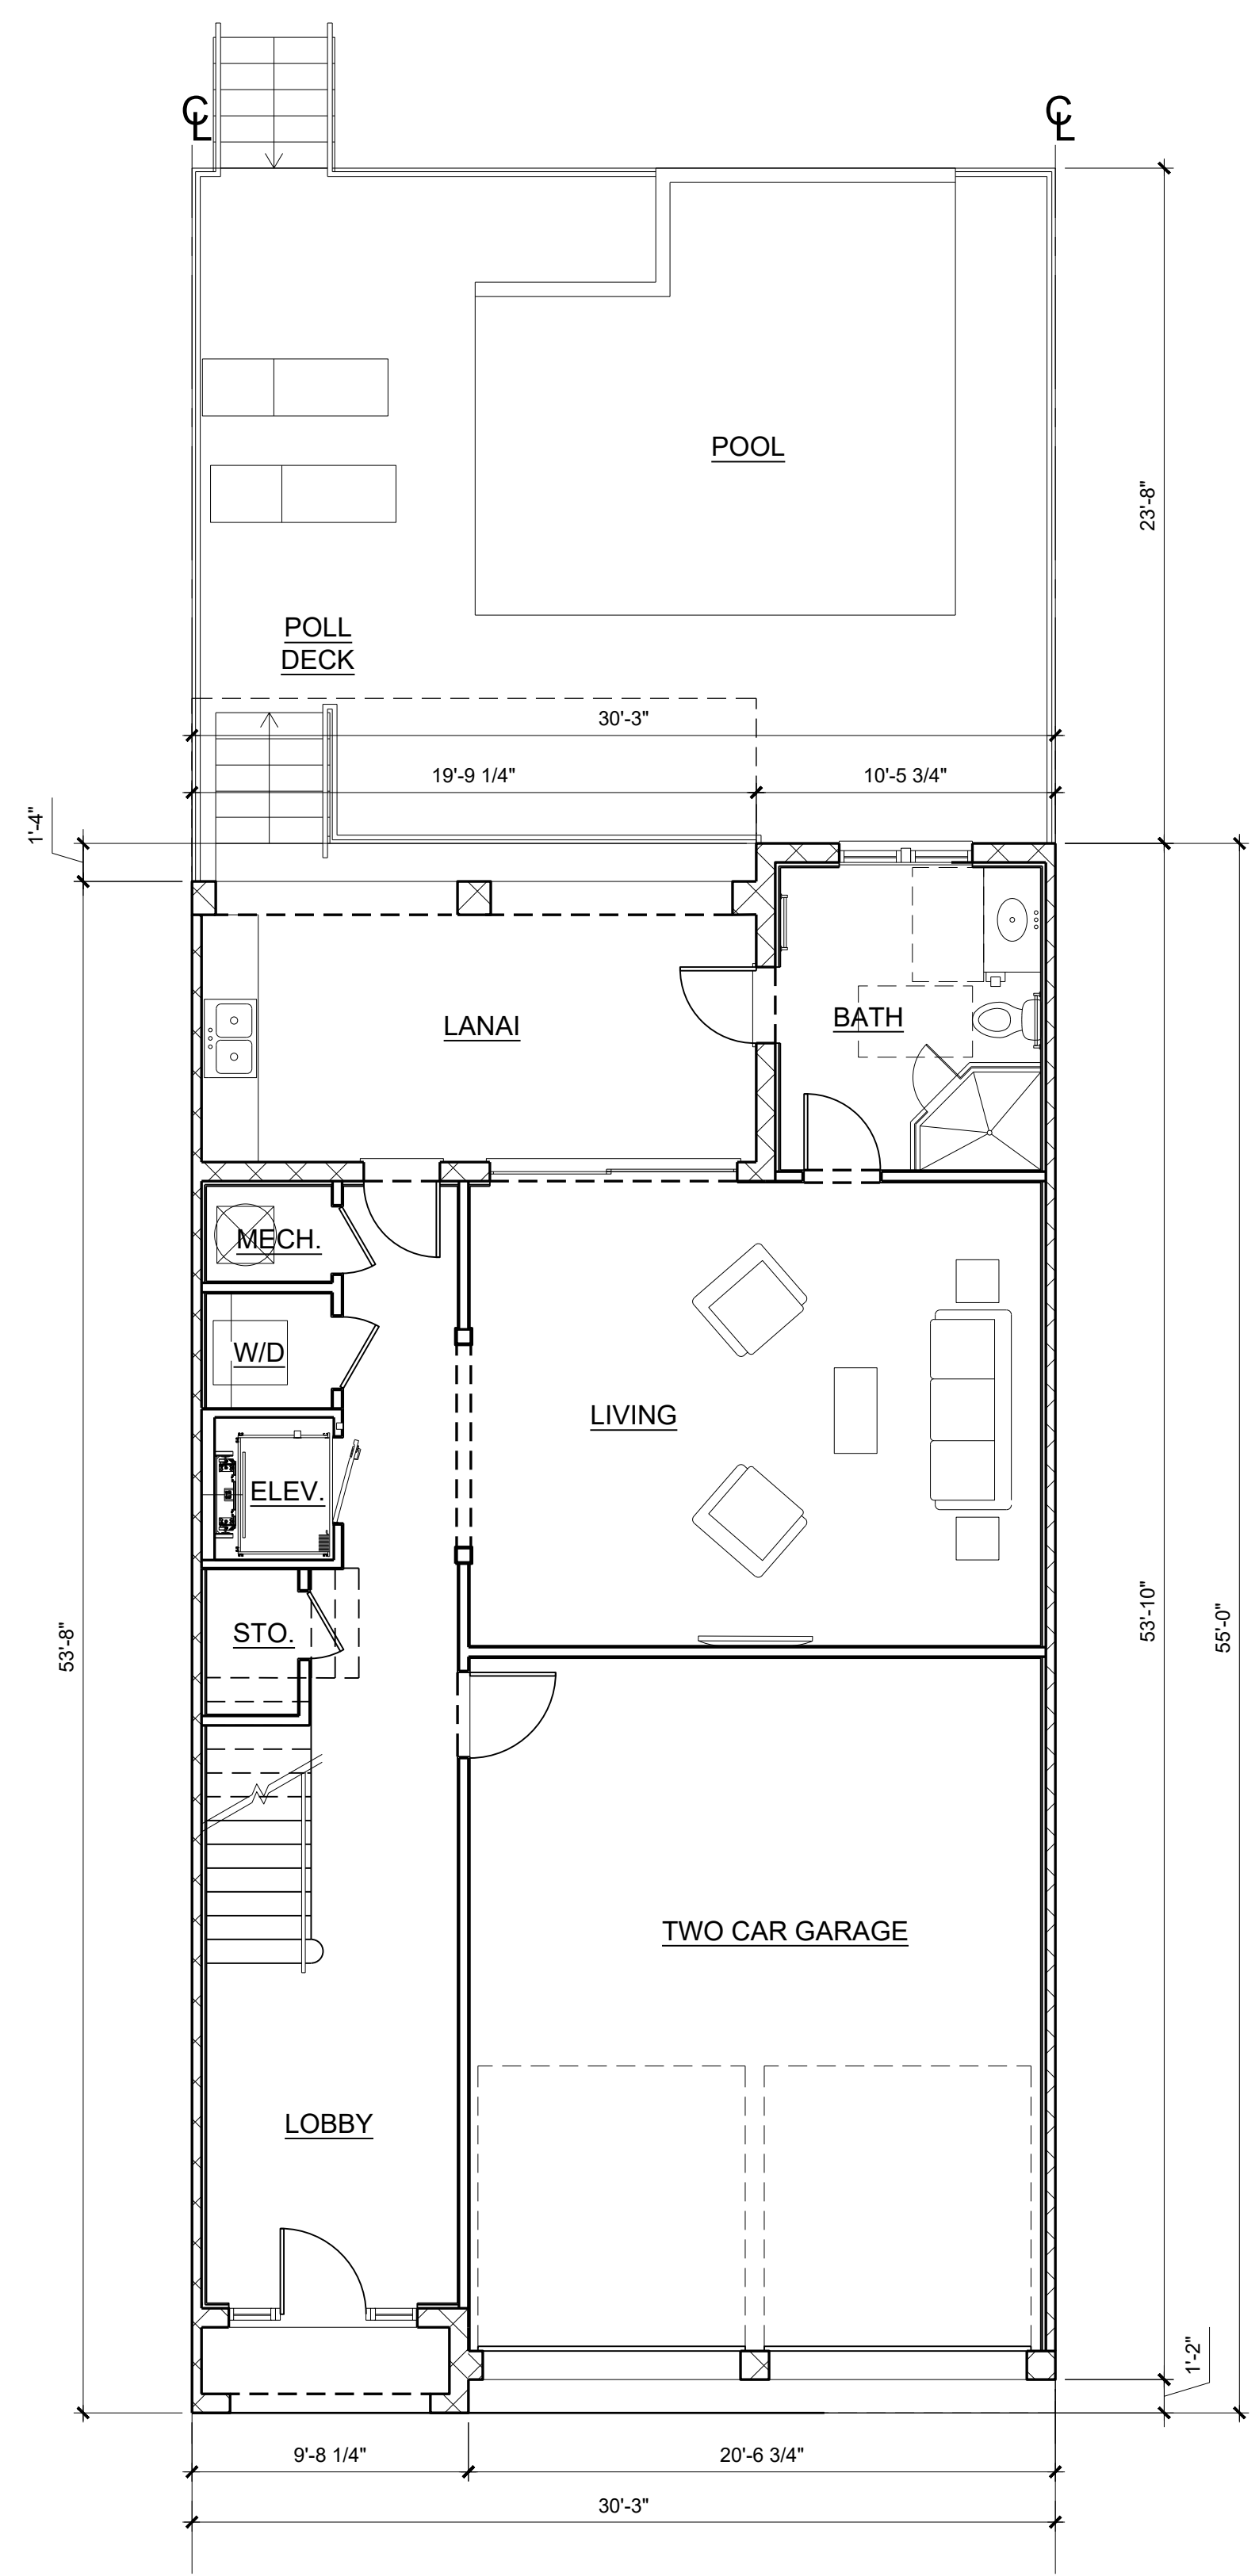 ℄ ℄
POOL
23'-8"
POLL
DECK
30'-3"
19'-9 1/4" 10'-5 3/4"
1'-4"
LANAI
BATH
MECH.
W/D
LIVING
ELEV.
STO.
53'-8"
53'-10"
55'-0"
TWO CAR GARAGE
LOBBY
1'-2"
9'-8 1/4" 20'-6 3/4"
30'-3"